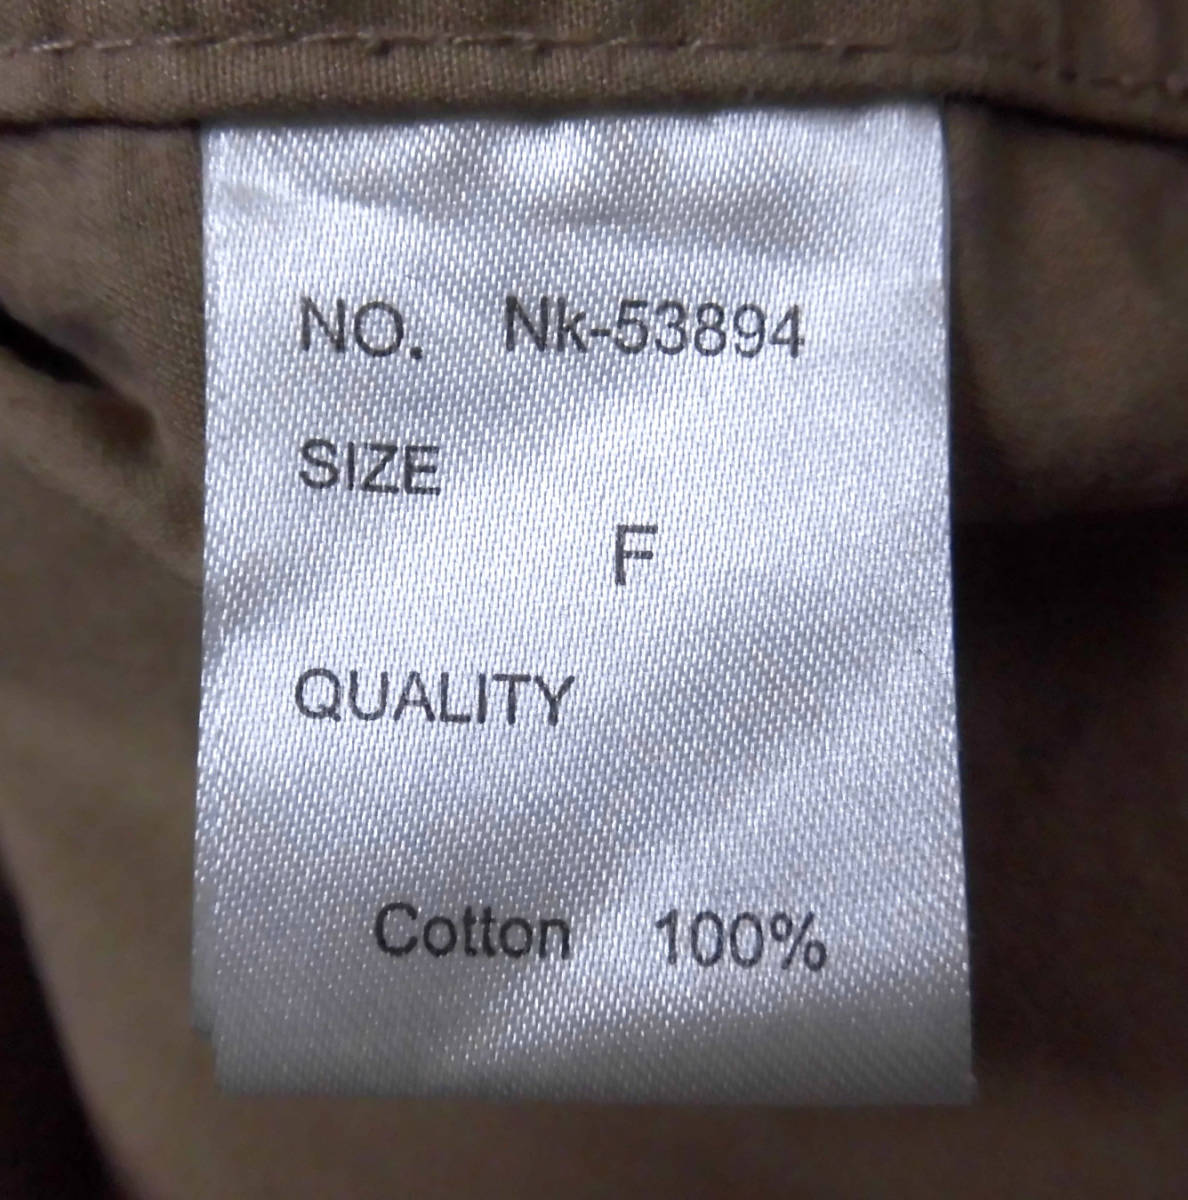 NO. Nk-53894
SIZE
F
QUALITY
Cotton 100%